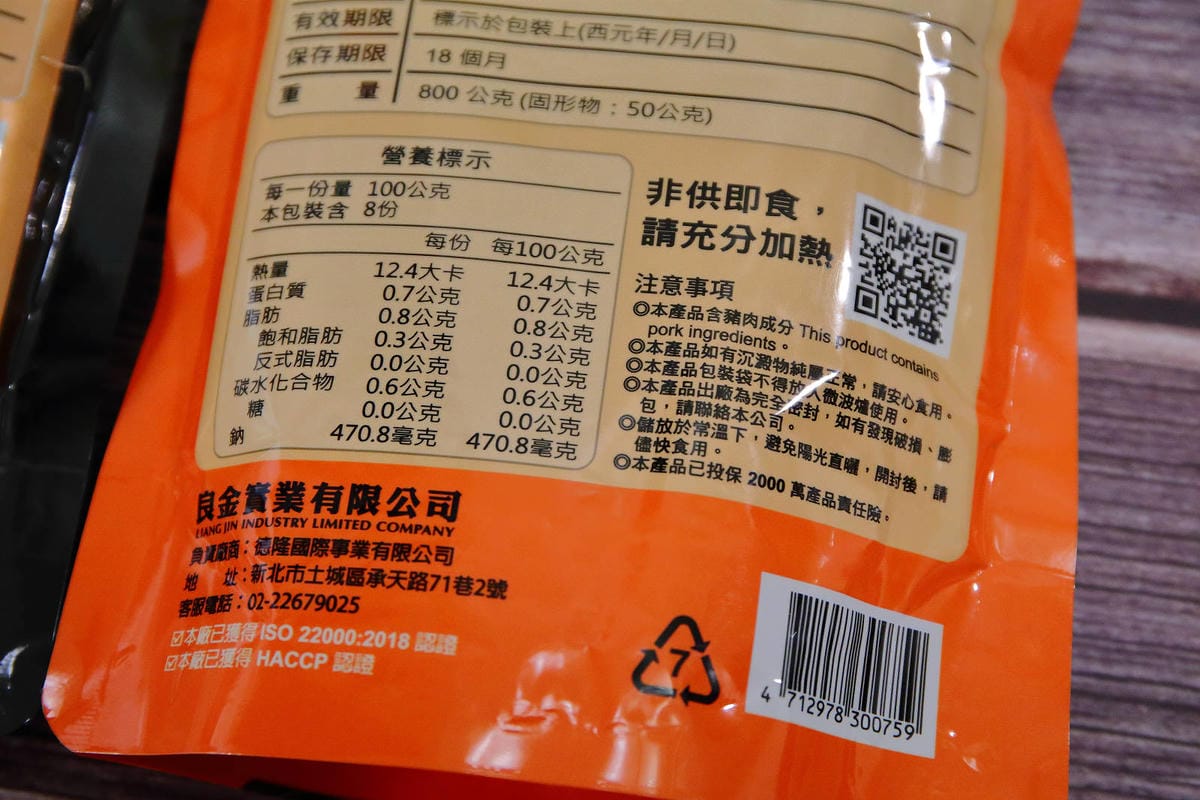 有效期限 標示於包裝上(西元年/月/日)
保存期限 18 個月
重量 800 公克 (固形物：50公克)
營養標示
每一份量 100公克
本包裝含 8份
每份 每100公克
熱量 12.4大卡 12.4大卡
蛋白質 0.7公克 0.7公克
脂肪 0.8公克 0.8公克
飽和脂肪 0.3公克 0.3公克
反式脂肪 0.0公克 0.0公克
碳水化合物 0.6公克 0.6公克
糖 0.0公克 0.0公克
鈉 470.8毫克 470.8毫克
非供即食，
請充分加熱
注意事項
◎本產品含豬肉成分 This product contains
pork ingredients。
◎本產品如有沉澱物純屬正常，請安心食用。
◎本產品包裝袋不得放入微波爐使用。
◎本產品出廠為完全密封，如有發現破損、膨
包，請聯絡本公司。
◎儲放於常溫下，避免陽光直曬，開封後，請
儘快食用。
◎本產品已投保 2000 萬產品責任險。
良金實業有限公司
LIANG JIN INDUSTRY LIMITED COMPANY
負責廠商：德隆國際事業有限公司
地址：新北市土城區承天路71巷2號
客服電話：02-22679025
☑本廠已獲得 ISO 22000:2018 認證
☑本廠已獲得 HACCP 認證
7
4 712978 300759